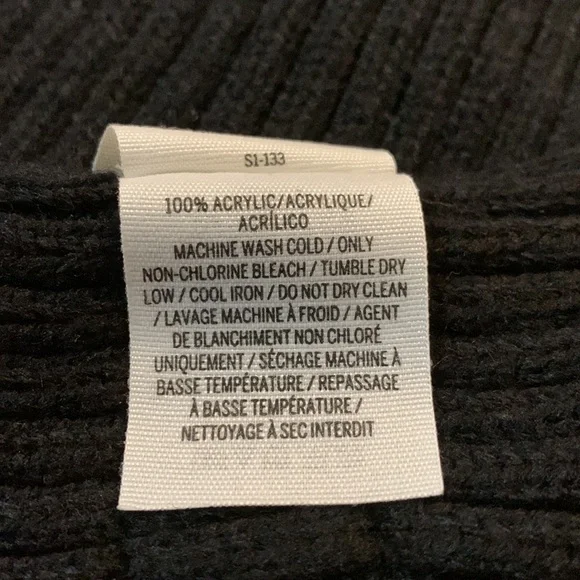 S1-133
100% ACRYLIC/ACRYLIQUE/
ACRÍLICO
MACHINE WASH COLD / ONLY
NON-CHLORINE BLEACH / TUMBLE DRY
LOW / COOL IRON / DO NOT DRY CLEAN
/ LAVAGE MACHINE À FROID / AGENT
DE BLANCHIMENT NON CHLORÉ
UNIQUEMENT / SÉCHAGE MACHINE À
BASSE TEMPÉRATURE / REPASSAGE
À BASSE TEMPÉRATURE /
NETTOYAGE À SEC INTERDIT